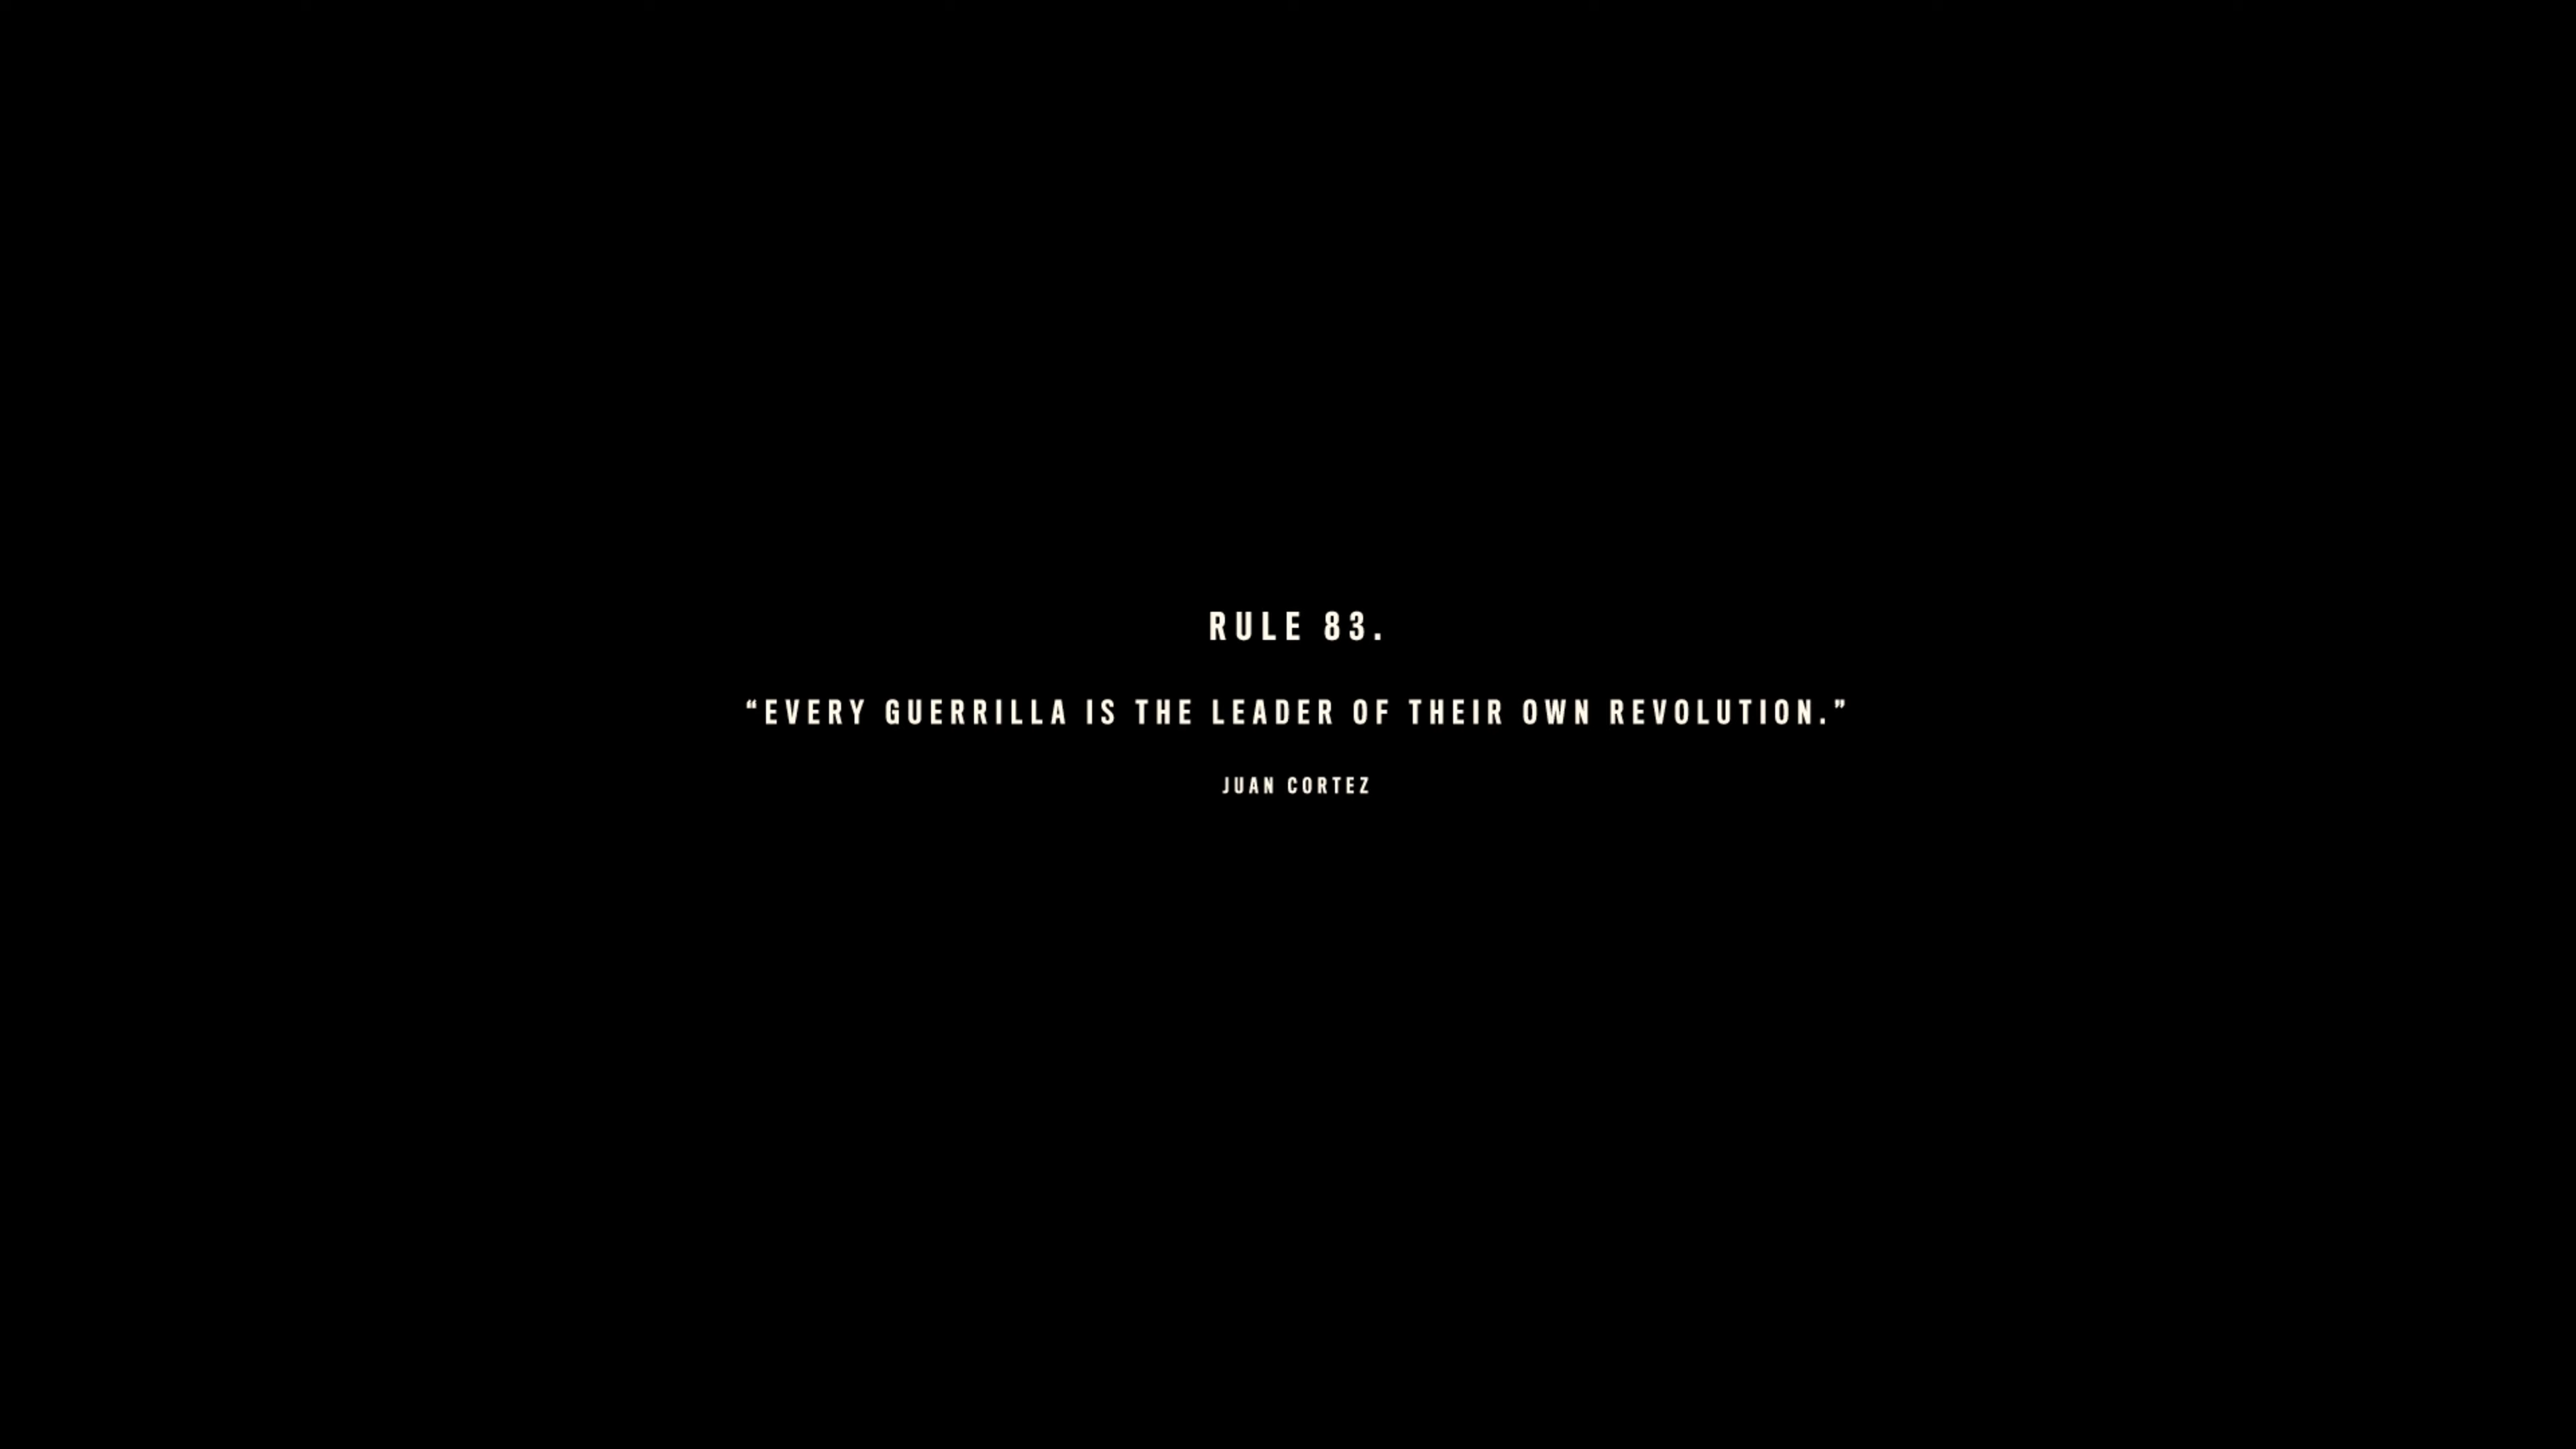 RULE 83.
“EVERY GUERRILLA IS THE LEADER OF THEIR OWN REVOLUTION.”
JUAN CORTEZ